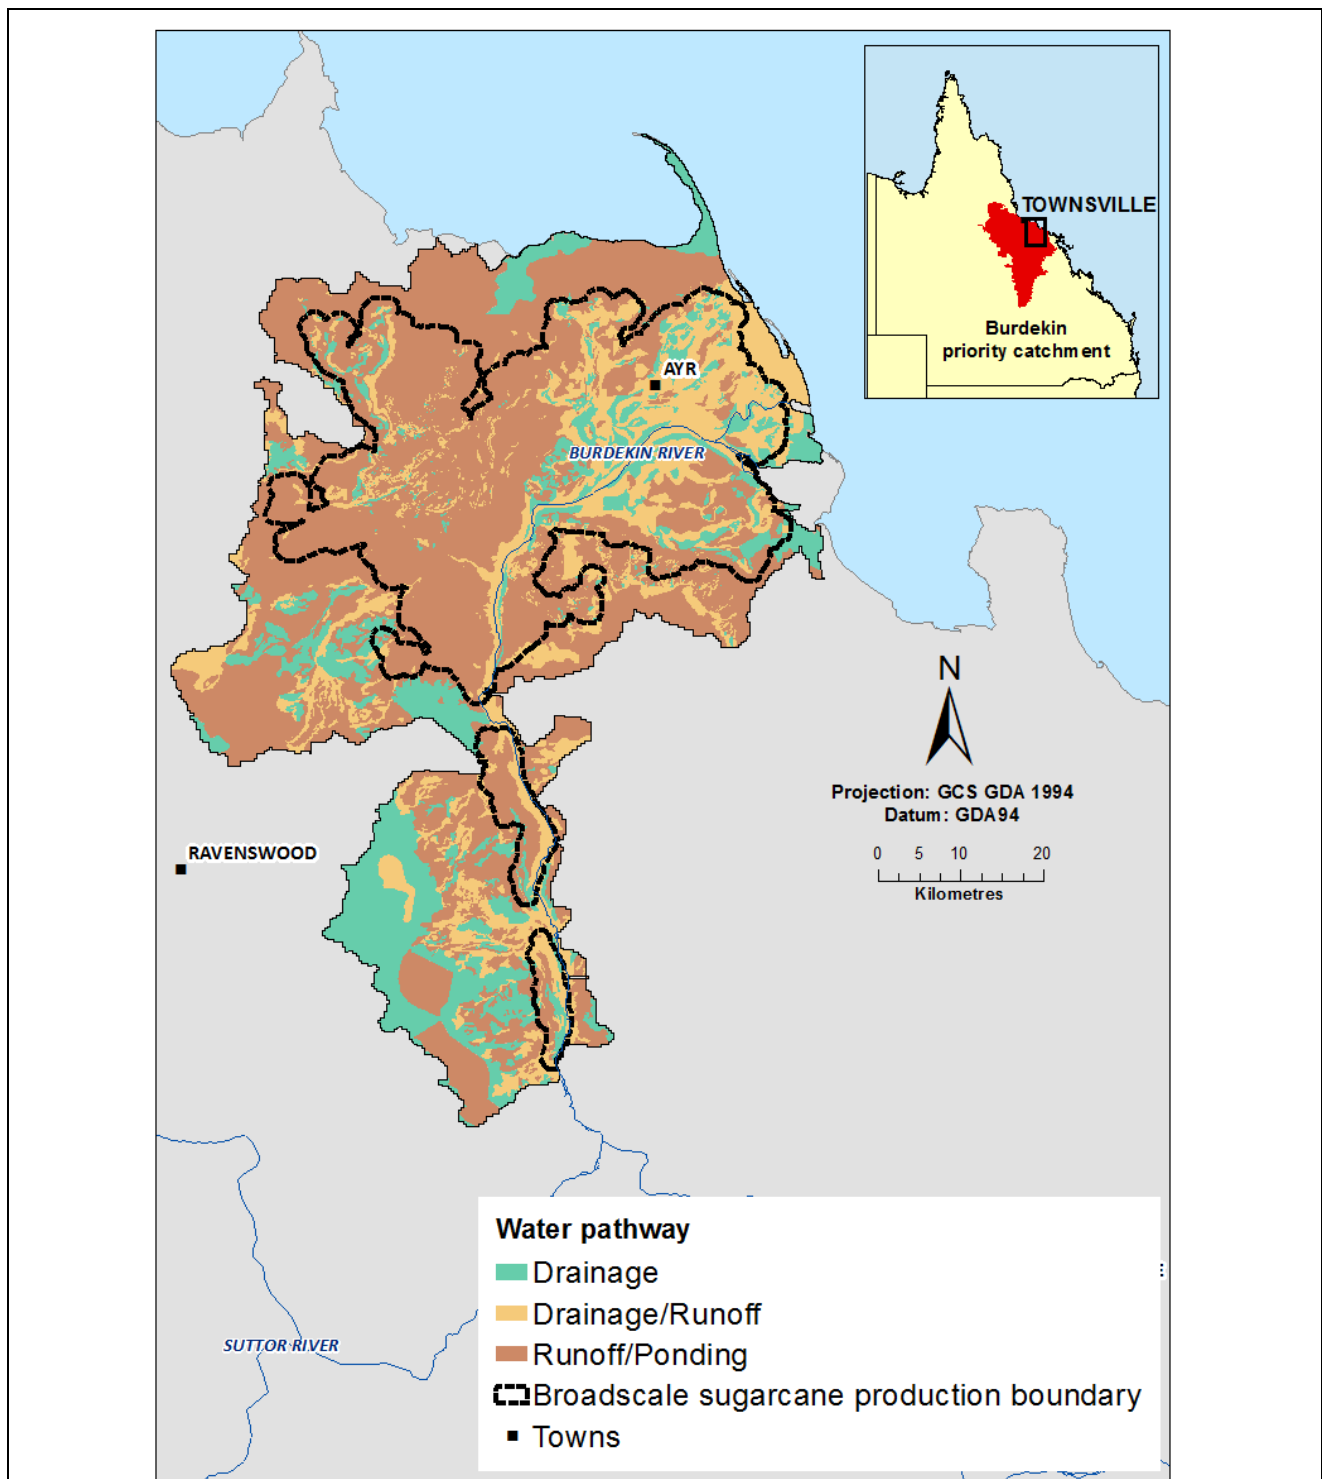 TOWNSVILLE
Burdekin
priority catchment
AYR
BURDEKIN RIVER
N
Projection: GCS GDA 1994
Datum: GDA94
0 5 10 20
Kilometres
RAVENSWOOD
SUTTOR RIVER
Water pathway
Drainage
Drainage/Runoff
Runoff/Ponding
Broadscale sugarcane production boundary
Towns